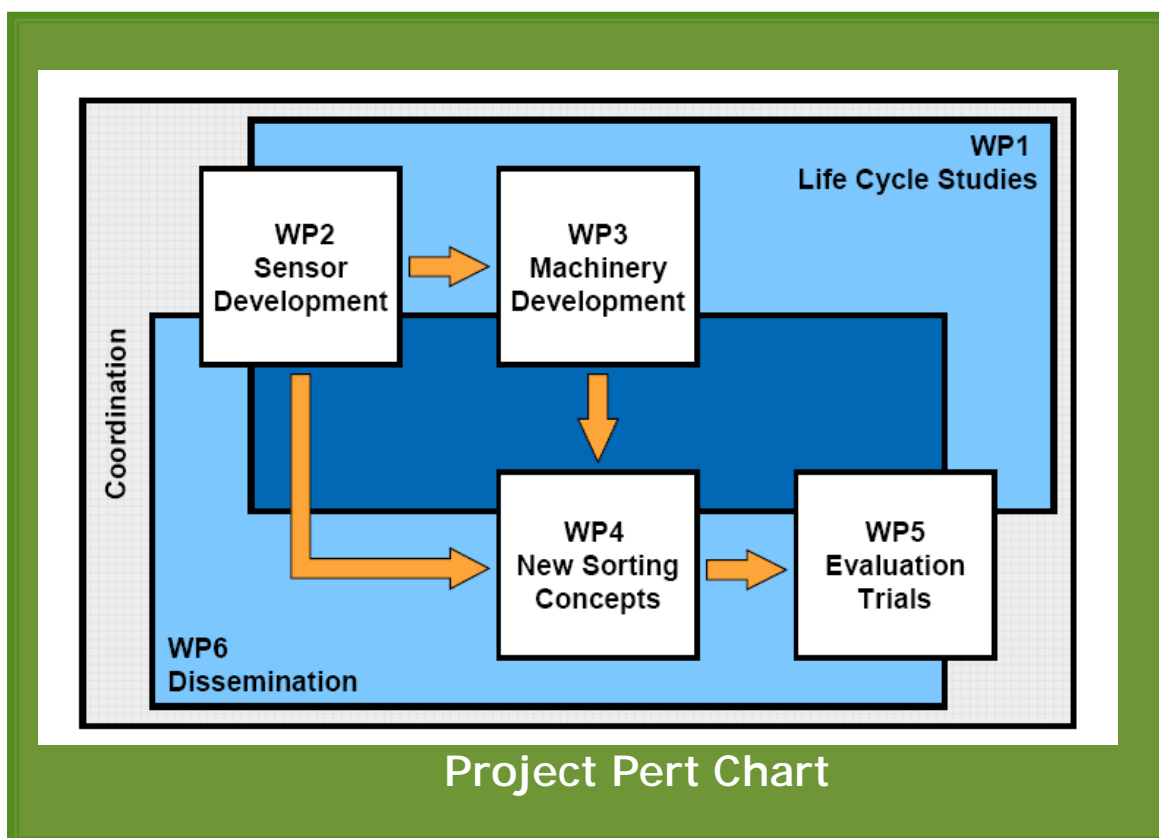 WP1
Life Cycle Studies
WP2
Sensor
Development
WP3
Machinery
Development
Coordination
WP4
New Sorting
Concepts
WP5
Evaluation
Trials
WP6
Dissemination
Project Pert Chart